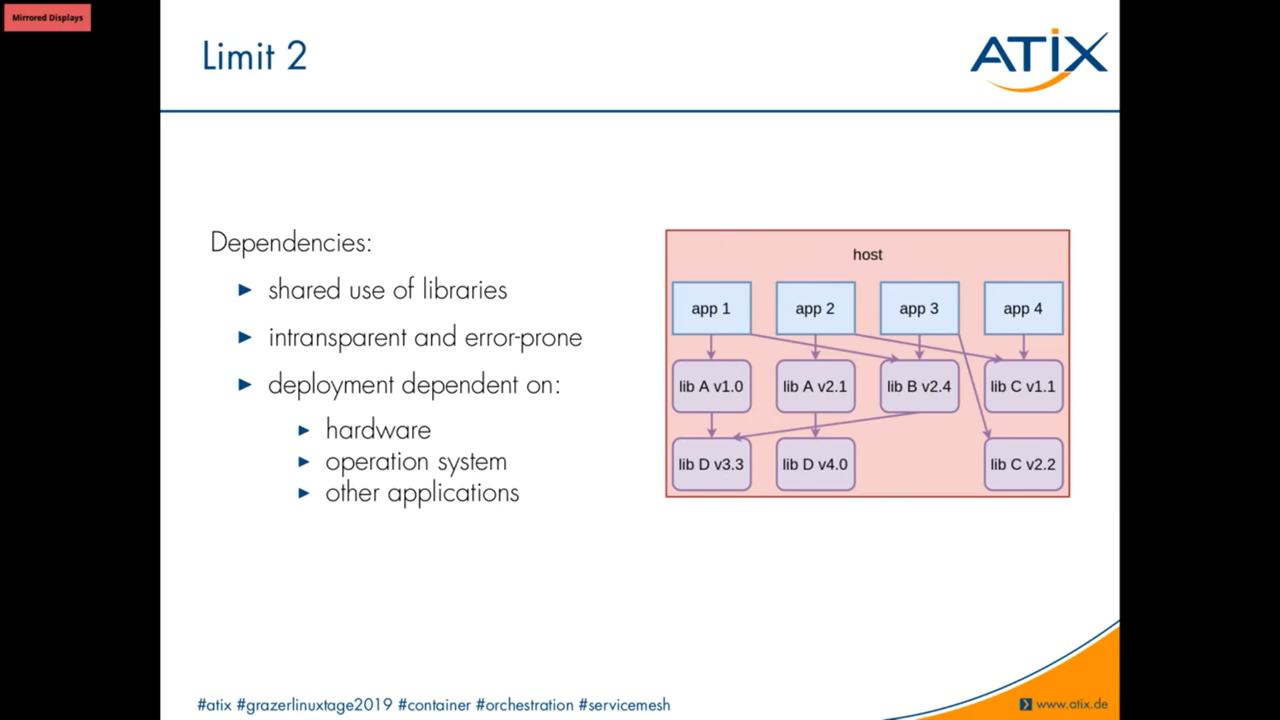 Mirrored Displays
Limit 2
ATIX
Dependencies:
shared use of libraries
intransparent and error-prone
deployment dependent on:
hardware
operation system
other applications
host
app 1
app 2
app 3
app 4
lib A v1.0
lib A v2.1
lib B v2.4
lib C v1.1
lib D v3.3
lib D v4.0
lib C v2.2
#atix #grazerlinuxtage2019 #container #orchestration #servicemesh
www.atix.de